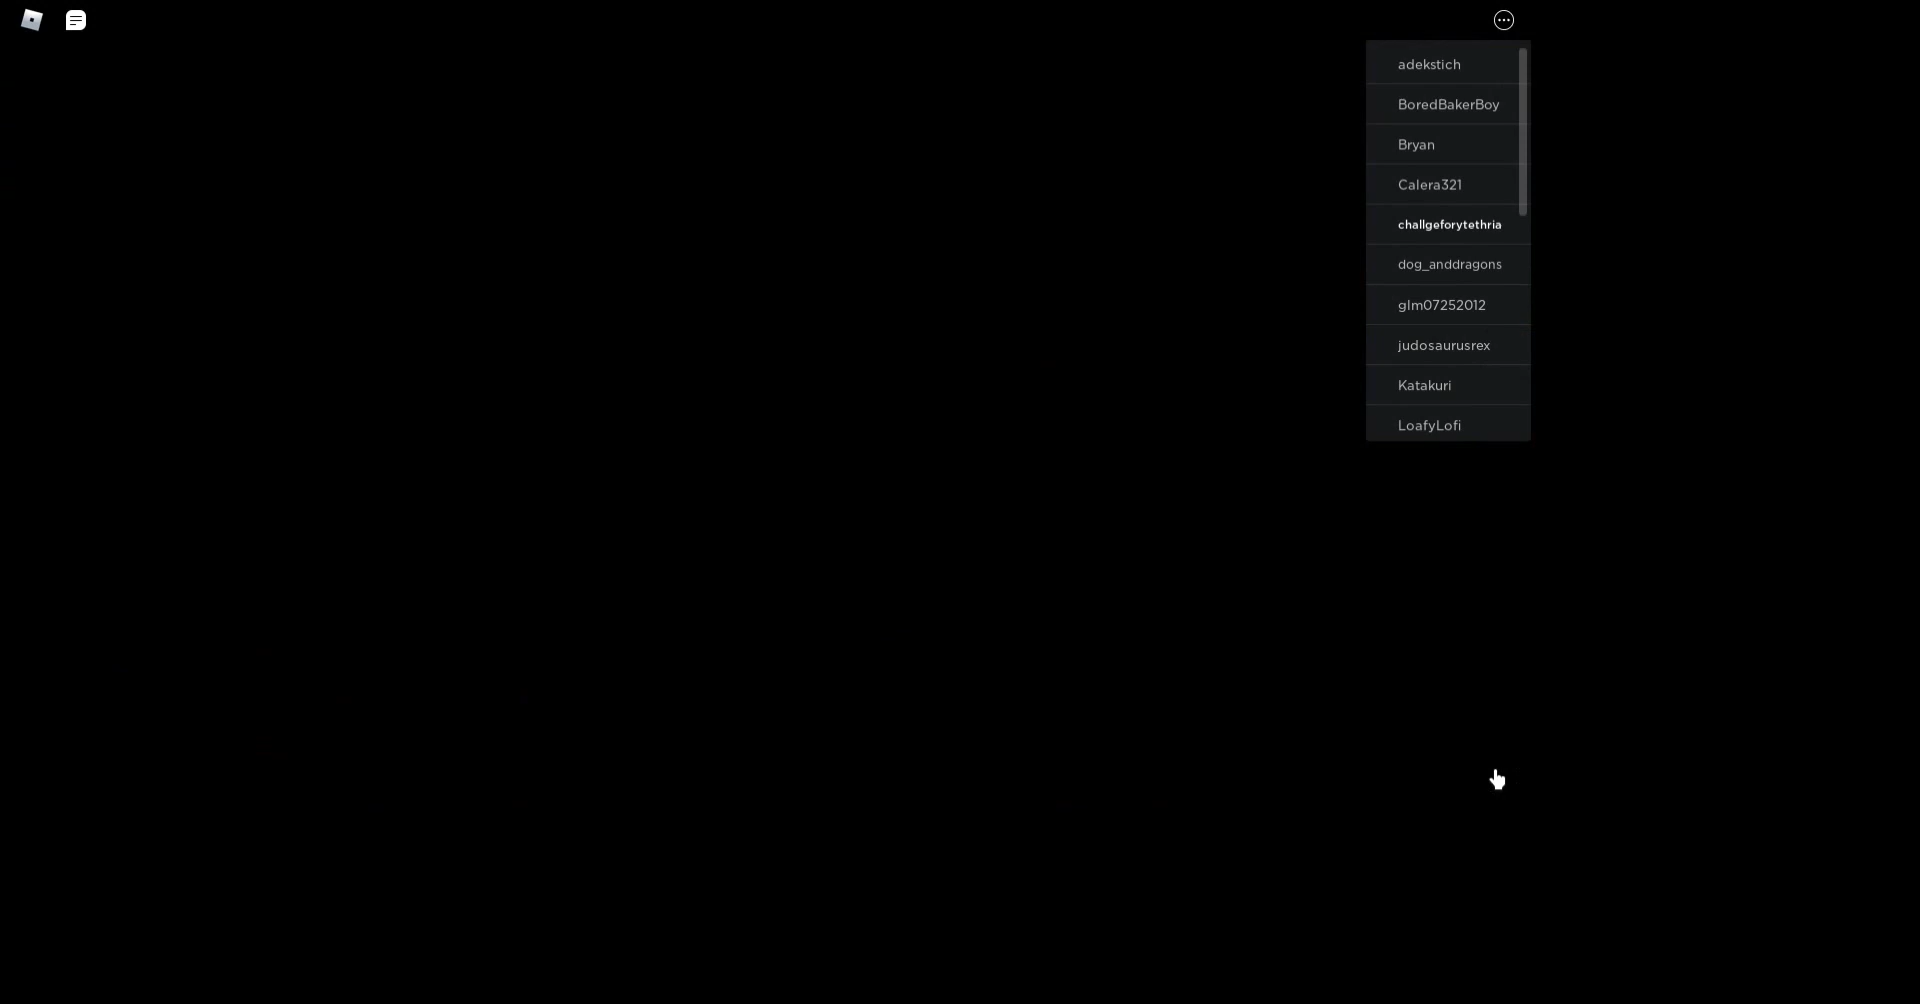 adekstich
BoredBakerBoy
Bryan
Calera321
challgeforytethria
dog_anddragons
glm07252012
judosaurusrex
Katakuri
LoafyLofi